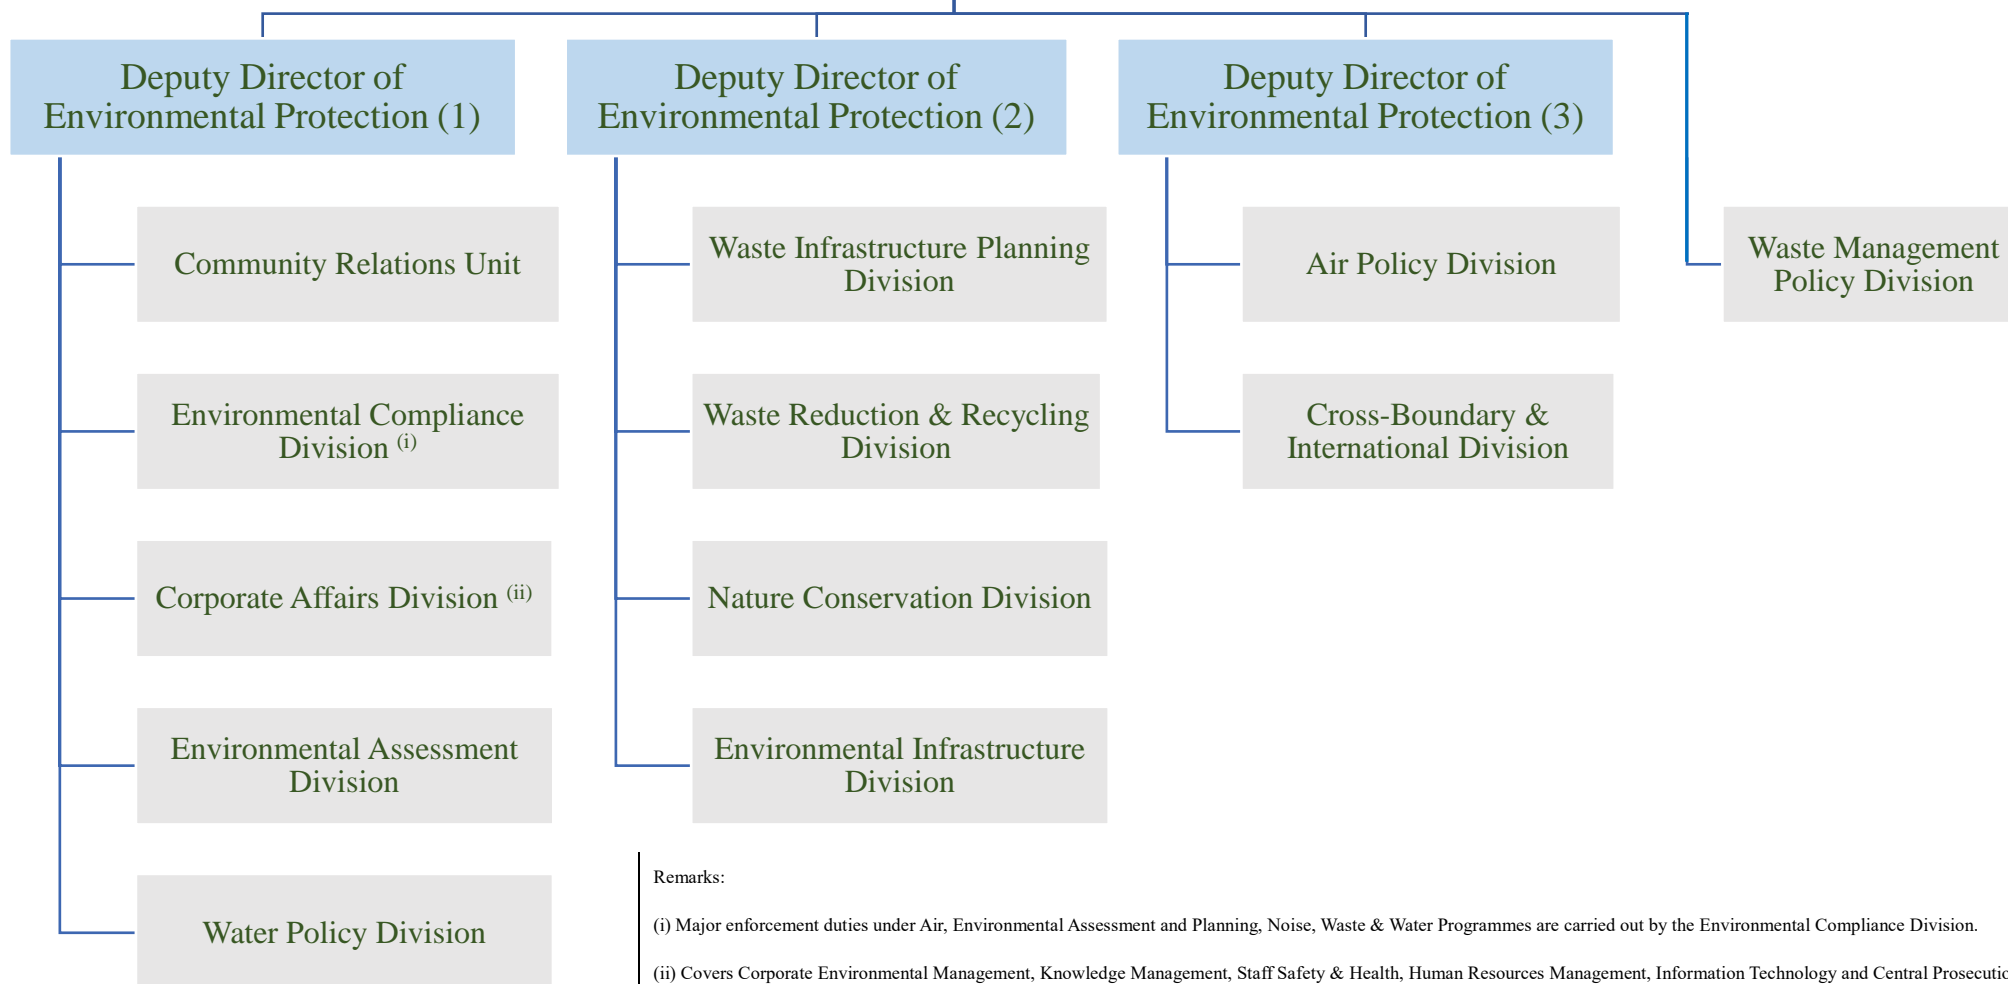 Deputy Director of
Environmental Protection (1)
Deputy Director of
Environmental Protection (2)
Deputy Director of
Environmental Protection (3)
Community Relations Unit
Environmental Compliance
Division (i)
Corporate Affairs Division (ii)
Environmental Assessment
Division
Water Policy Division
Waste Infrastructure Planning
Division
Waste Reduction & Recycling
Division
Nature Conservation Division
Environmental Infrastructure
Division
Air Policy Division
Cross-Boundary &
International Division
Waste Management
Policy Division
Remarks:
(i) Major enforcement duties under Air, Environmental Assessment and Planning, Noise, Waste & Water Programmes are carried out by the Environmental Compliance Division.
(ii) Covers Corporate Environmental Management, Knowledge Management, Staff Safety & Health, Human Resources Management, Information Technology and Central